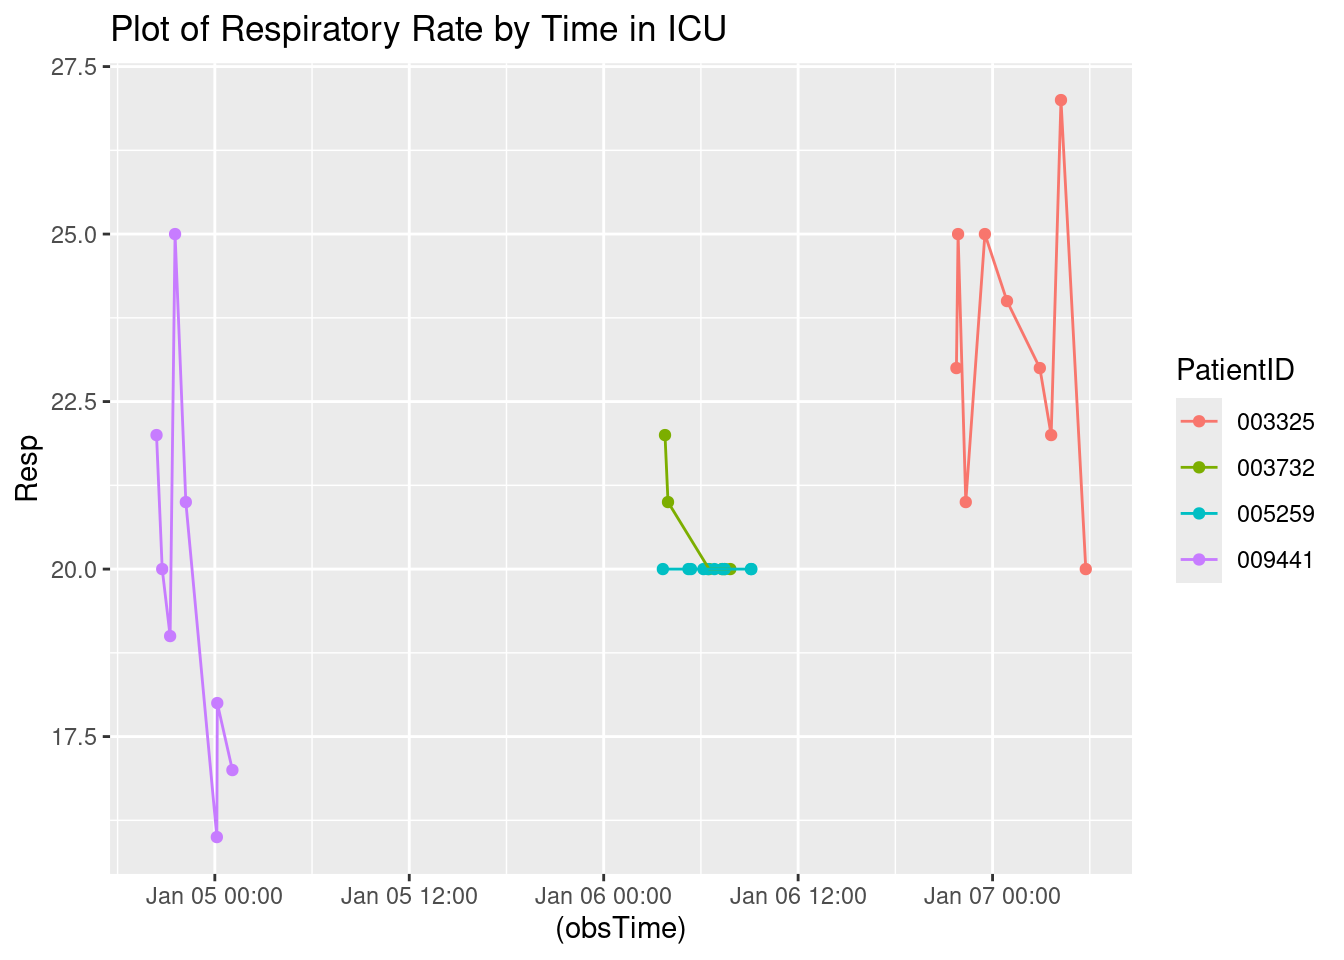 Plot of Respiratory Rate by Time in ICU
27.5
25.0
22.5
20.0
17.5
Resp
Jan 05 00:00
Jan 05 12:00
Jan 06 00:00
Jan 06 12:00
Jan 07 00:00
(obsTime)
PatientID
003325
003732
005259
009441